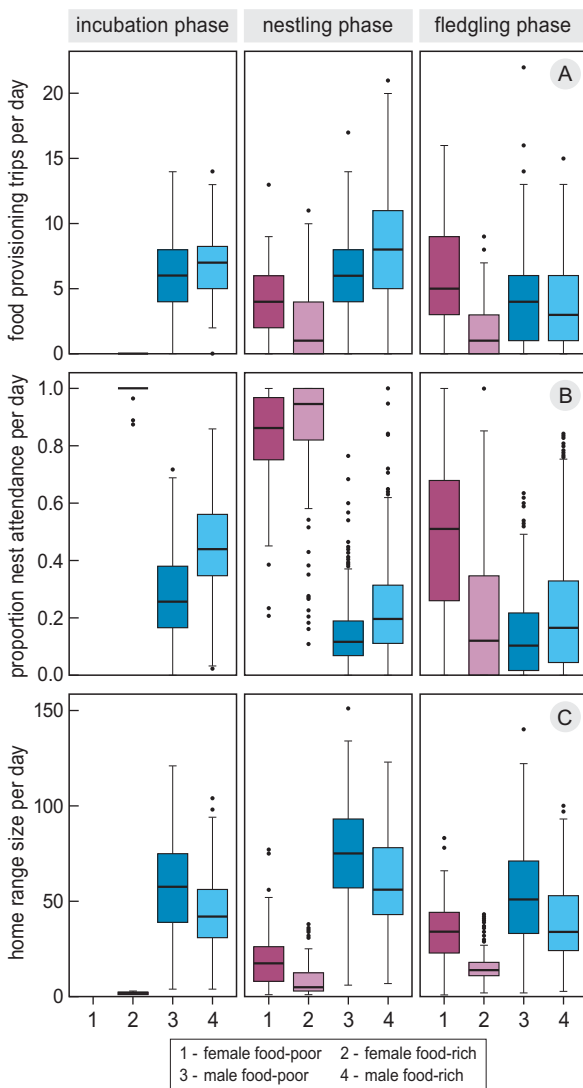 incubation phase nestling phase fledgling phase
A
food provisioning trips per day
20
15
10
5
0
B
proportion nest attendance per day
1.0
0.8
0.6
0.4
0.2
0.0
C
home range size per day
150
100
50
0
1 2 3 4 1 2 3 4 1 2 3 4
1 - female food-poor 2 - female food-rich
3 - male food-poor 4 - male food-rich